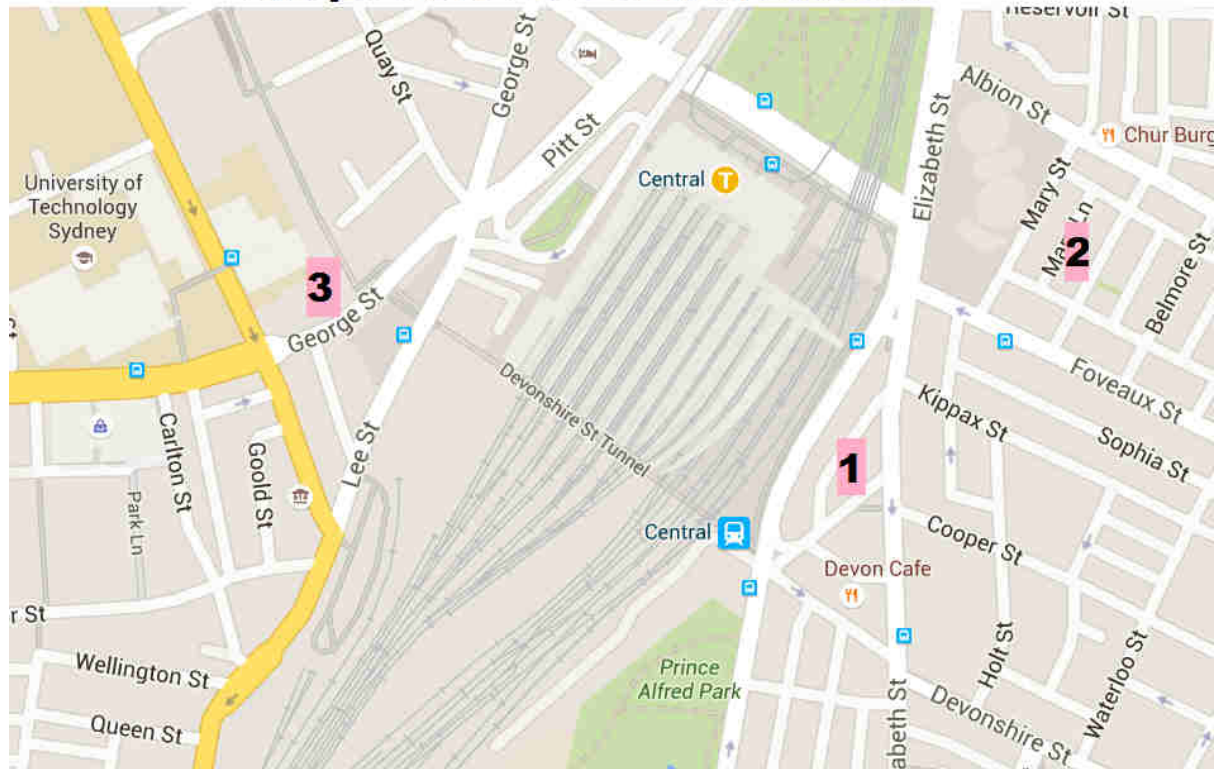 Reservoir St
Quay St
George St
Pitt St
Albion St
Chur Burg
Elizabeth St
Central
T
Mary St
University of
Technology
Sydney
2
Belmore St
3
George St
Foveaux St
Devonshire St Tunnel
Kippax St
Sophia St
Carlton St
Goold St
Lee St
1
Park Ln
Central
Cooper St
Devon Cafe
r St
Prince
Alfred Park
Holt St
Waterloo St
Wellington St
Queen St
abeth St
Devonshire St